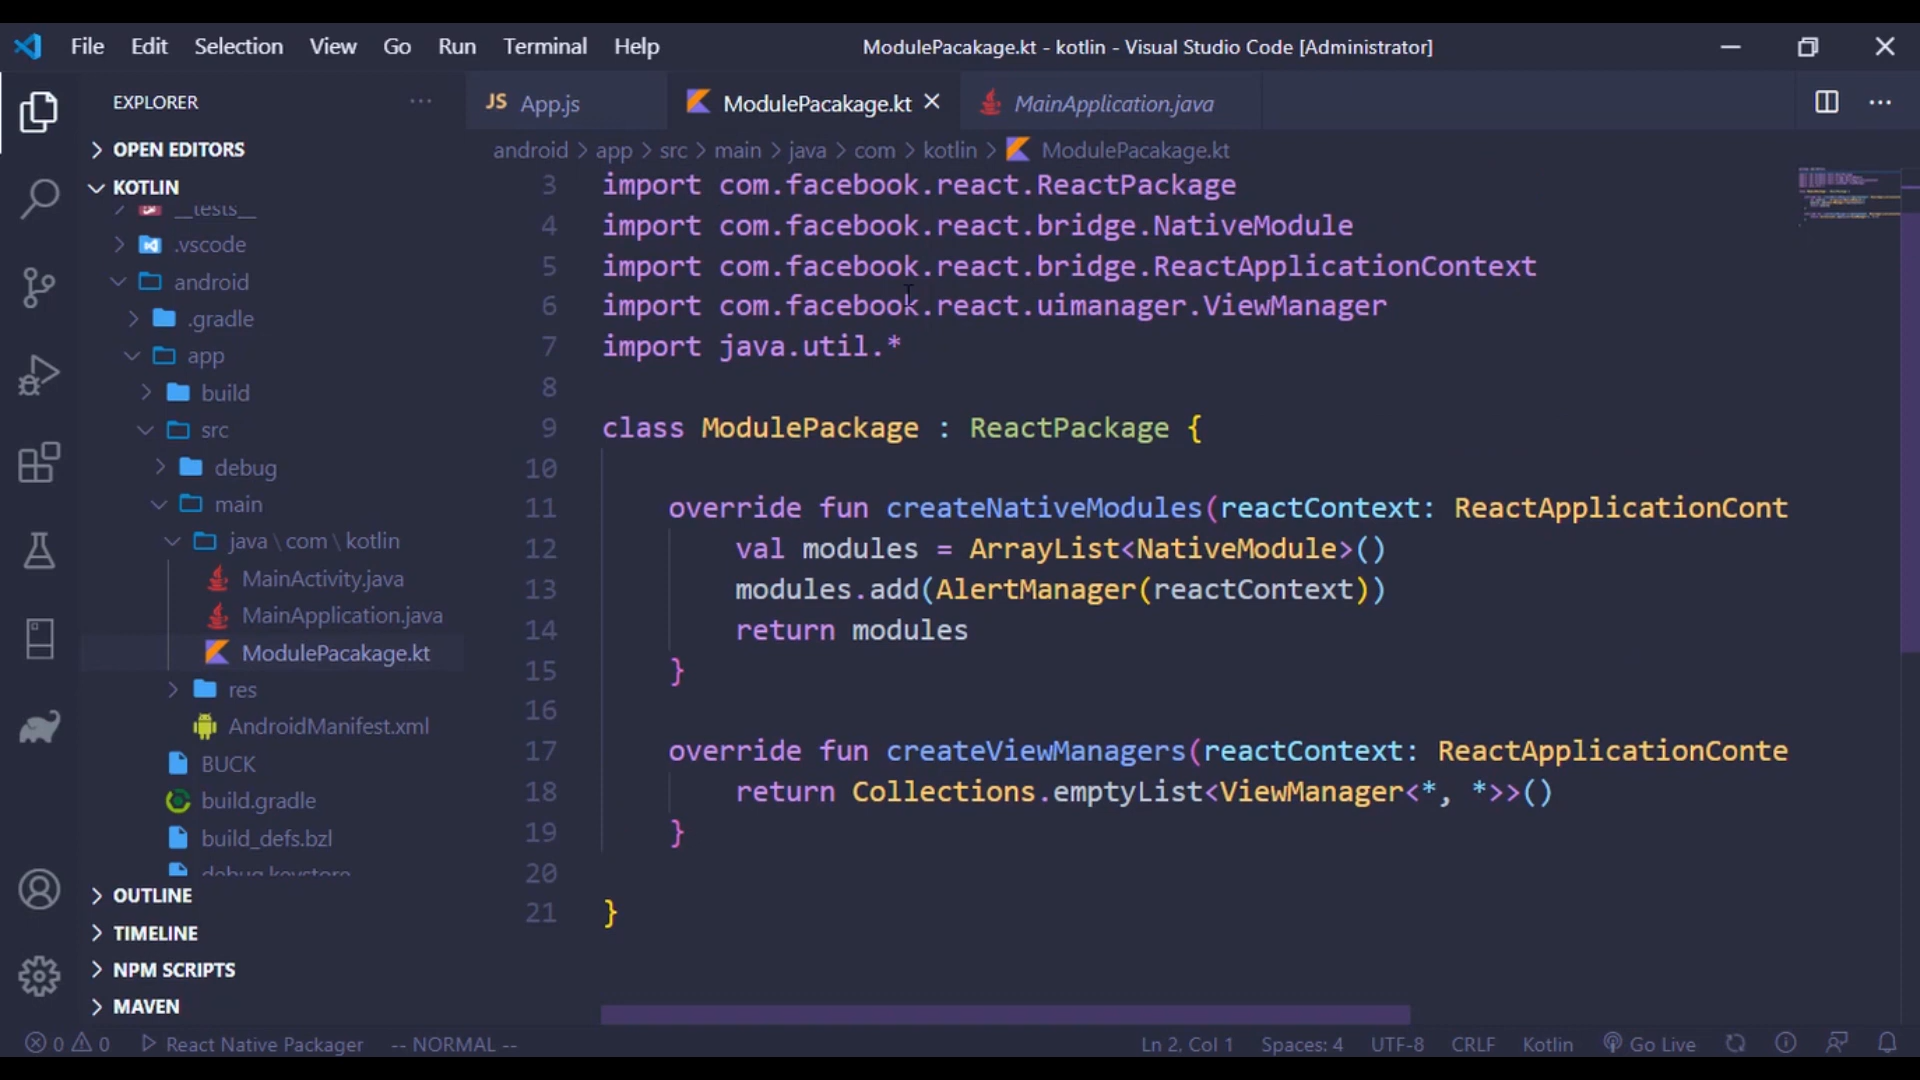 File Edit Selection View Go Run Terminal Help
ModulePacakage.kt - kotlin - Visual Studio Code [Administrator]
EXPLORER
OPEN EDITORS
KOTLIN
__tests__
.vscode
android
.gradle
app
build
src
debug
main
java \ com \ kotlin
MainActivity.java
MainApplication.java
ModulePacakage.kt
res
AndroidManifest.xml
BUCK
build.gradle
build_defs.bzl
debug.keystore
OUTLINE
TIMELINE
NPM SCRIPTS
MAVEN
JS App.js
ModulePacakage.kt
MainApplication.java
android > app > src > main > java > com > kotlin > ModulePacakage.kt
3 import com.facebook.react.ReactPackage
4 import com.facebook.react.bridge.NativeModule
5 import com.facebook.react.bridge.ReactApplicationContext
6 import com.facebook.react.uimanager.ViewManager
7 import java.util.*
8
9 class ModulePackage : ReactPackage {
10
11 override fun createNativeModules(reactContext: ReactApplicationCont
12 val modules = ArrayList<NativeModule>()
13 modules.add(AlertManager(reactContext))
14 return modules
15 }
16
17 override fun createViewManagers(reactContext: ReactApplicationConte
18 return Collections.emptyList<ViewManager<*, *>>()
19 }
20
21 }
0 0 React Native Packager -- NORMAL -- Ln 2, Col 1 Spaces: 4 UTF-8 CRLF Kotlin Go Live